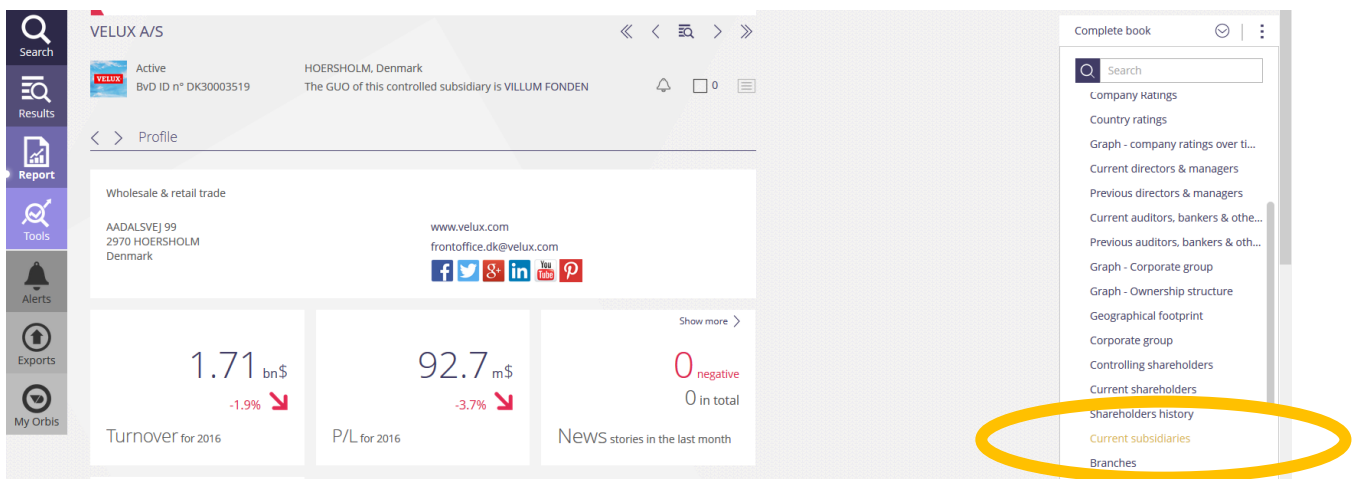 Search
Results
Report
Tools
Alerts
Exports
My Orbis
VELUX A/S
VELUX
Active
BvD ID n° DK30003519
HOERSHOLM, Denmark
The GUO of this controlled subsidiary is VILLUM FONDEN
0
Profile
Wholesale & retail trade
AADALSVEJ 99
2970 HOERSHOLM
Denmark
www.velux.com
frontoffice.dk@velux.com
f
g+
in
You
Tube
1.71 bn$
-1.9%
Turnover for 2016
92.7 m$
-3.7%
P/L for 2016
Show more
0 negative
0 in total
News stories in the last month
Complete book
Search
Company Ratings
Country ratings
Graph - company ratings over ti...
Current directors & managers
Previous directors & managers
Current auditors, bankers & othe...
Previous auditors, bankers & oth...
Graph - Corporate group
Graph - Ownership structure
Geographical footprint
Corporate group
Controlling shareholders
Current shareholders
Shareholders history
Current subsidiaries
Branches